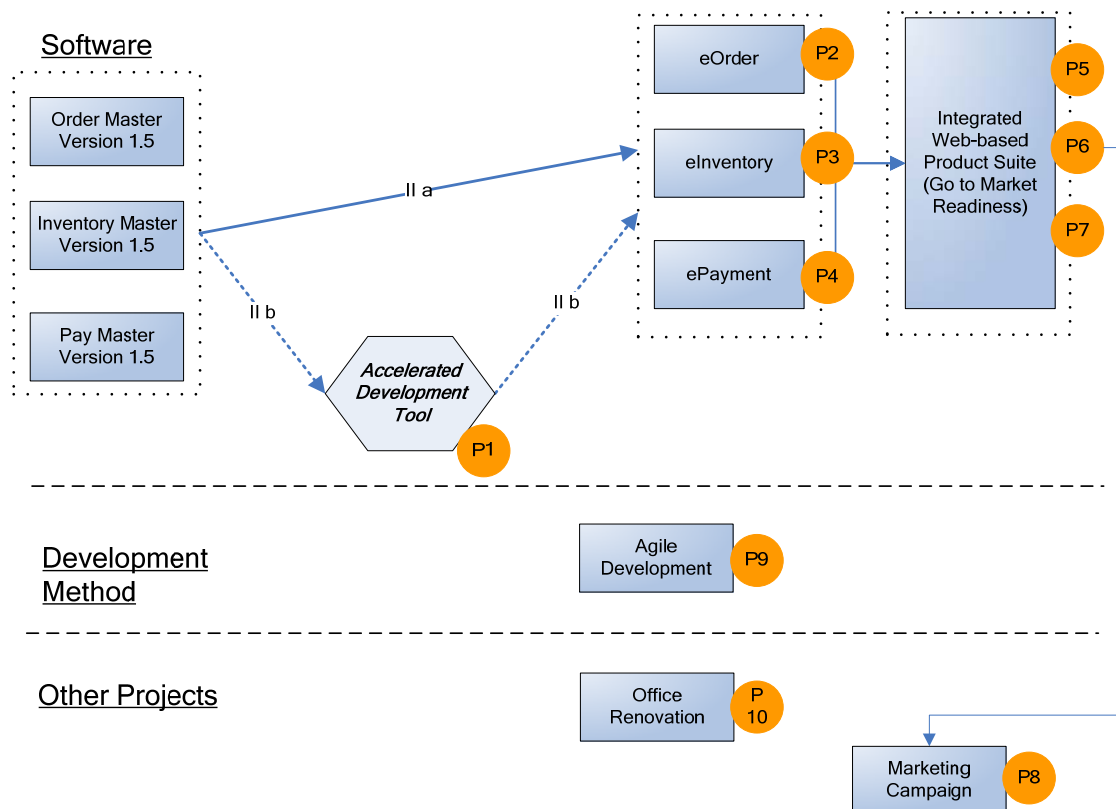 Software
Order Master
Version 1.5
Inventory Master
Version 1.5
Pay Master
Version 1.5
II a
II b
II b
Accelerated
Development
Tool
P1
eOrder
P2
eInventory
P3
ePayment
P4
Integrated
Web-based
Product Suite
(Go to Market
Readiness)
P5
P6
P7
Development
Method
Agile
Development
P9
Other Projects
Office
Renovation
P
10
Marketing
Campaign
P8